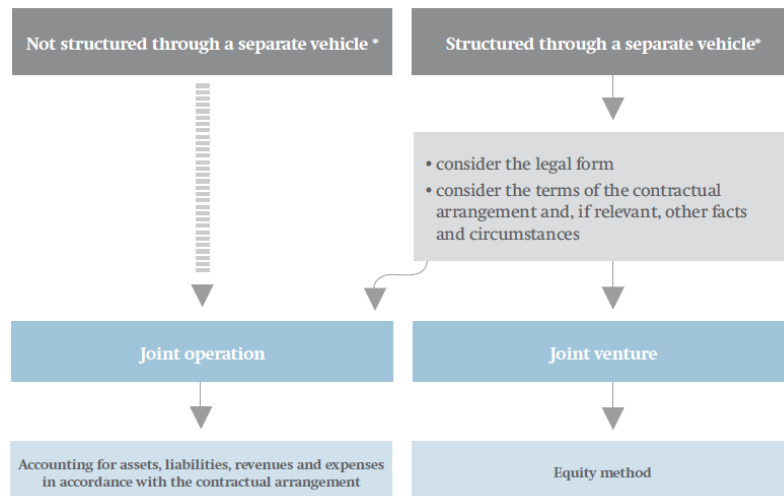 Not structured through a separate vehicle *
Structured through a separate vehicle*
• consider the legal form
• consider the terms of the contractual
arrangement and, if relevant, other facts
and circumstances
Joint operation
Joint venture
Accounting for assets, liabilities, revenues and expenses
in accordance with the contractual arrangement
Equity method